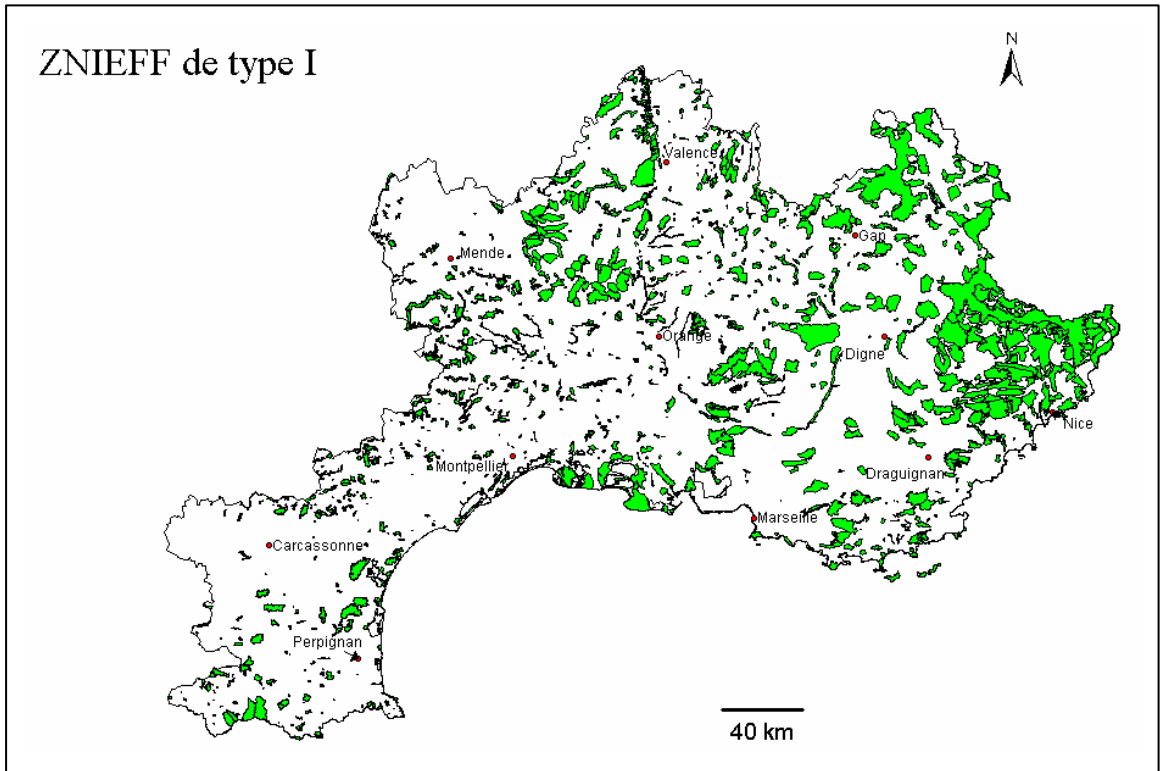 ZNIEFF de type I
N
Valence
Gap
Mende
Orange
Digne
Nice
Montpellier
Draguignan
Marseille
Carcassonne
Perpignan
40 km